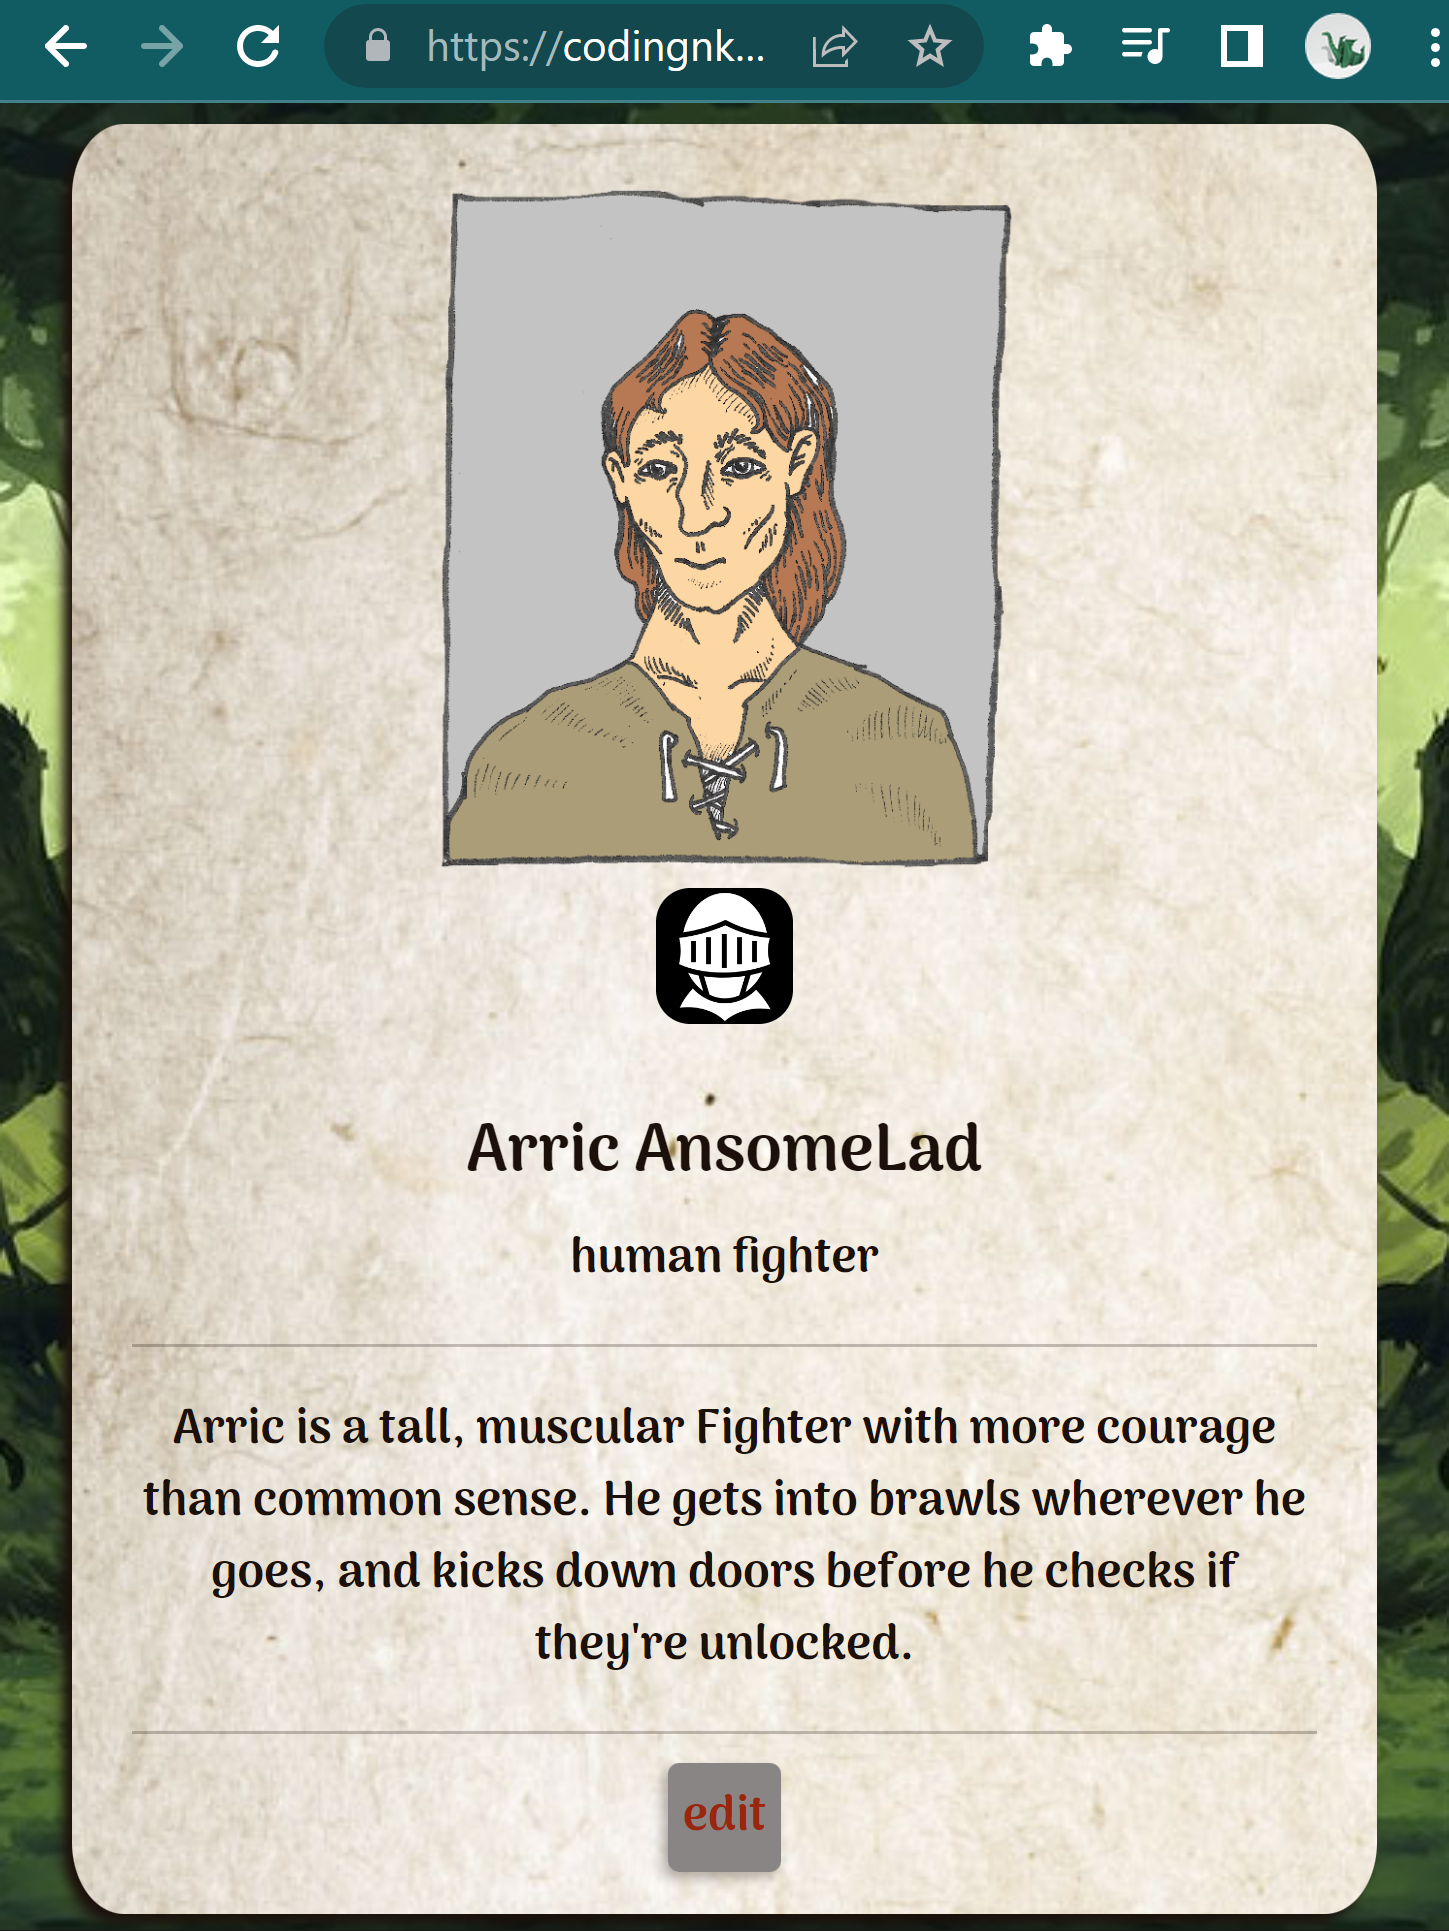 https://codingnk...
Arric AnsomeLad
human fighter
Arric is a tall, muscular Fighter with more courage
than common sense. He gets into brawls wherever he
goes, and kicks down doors before he checks if
they're unlocked.
edit